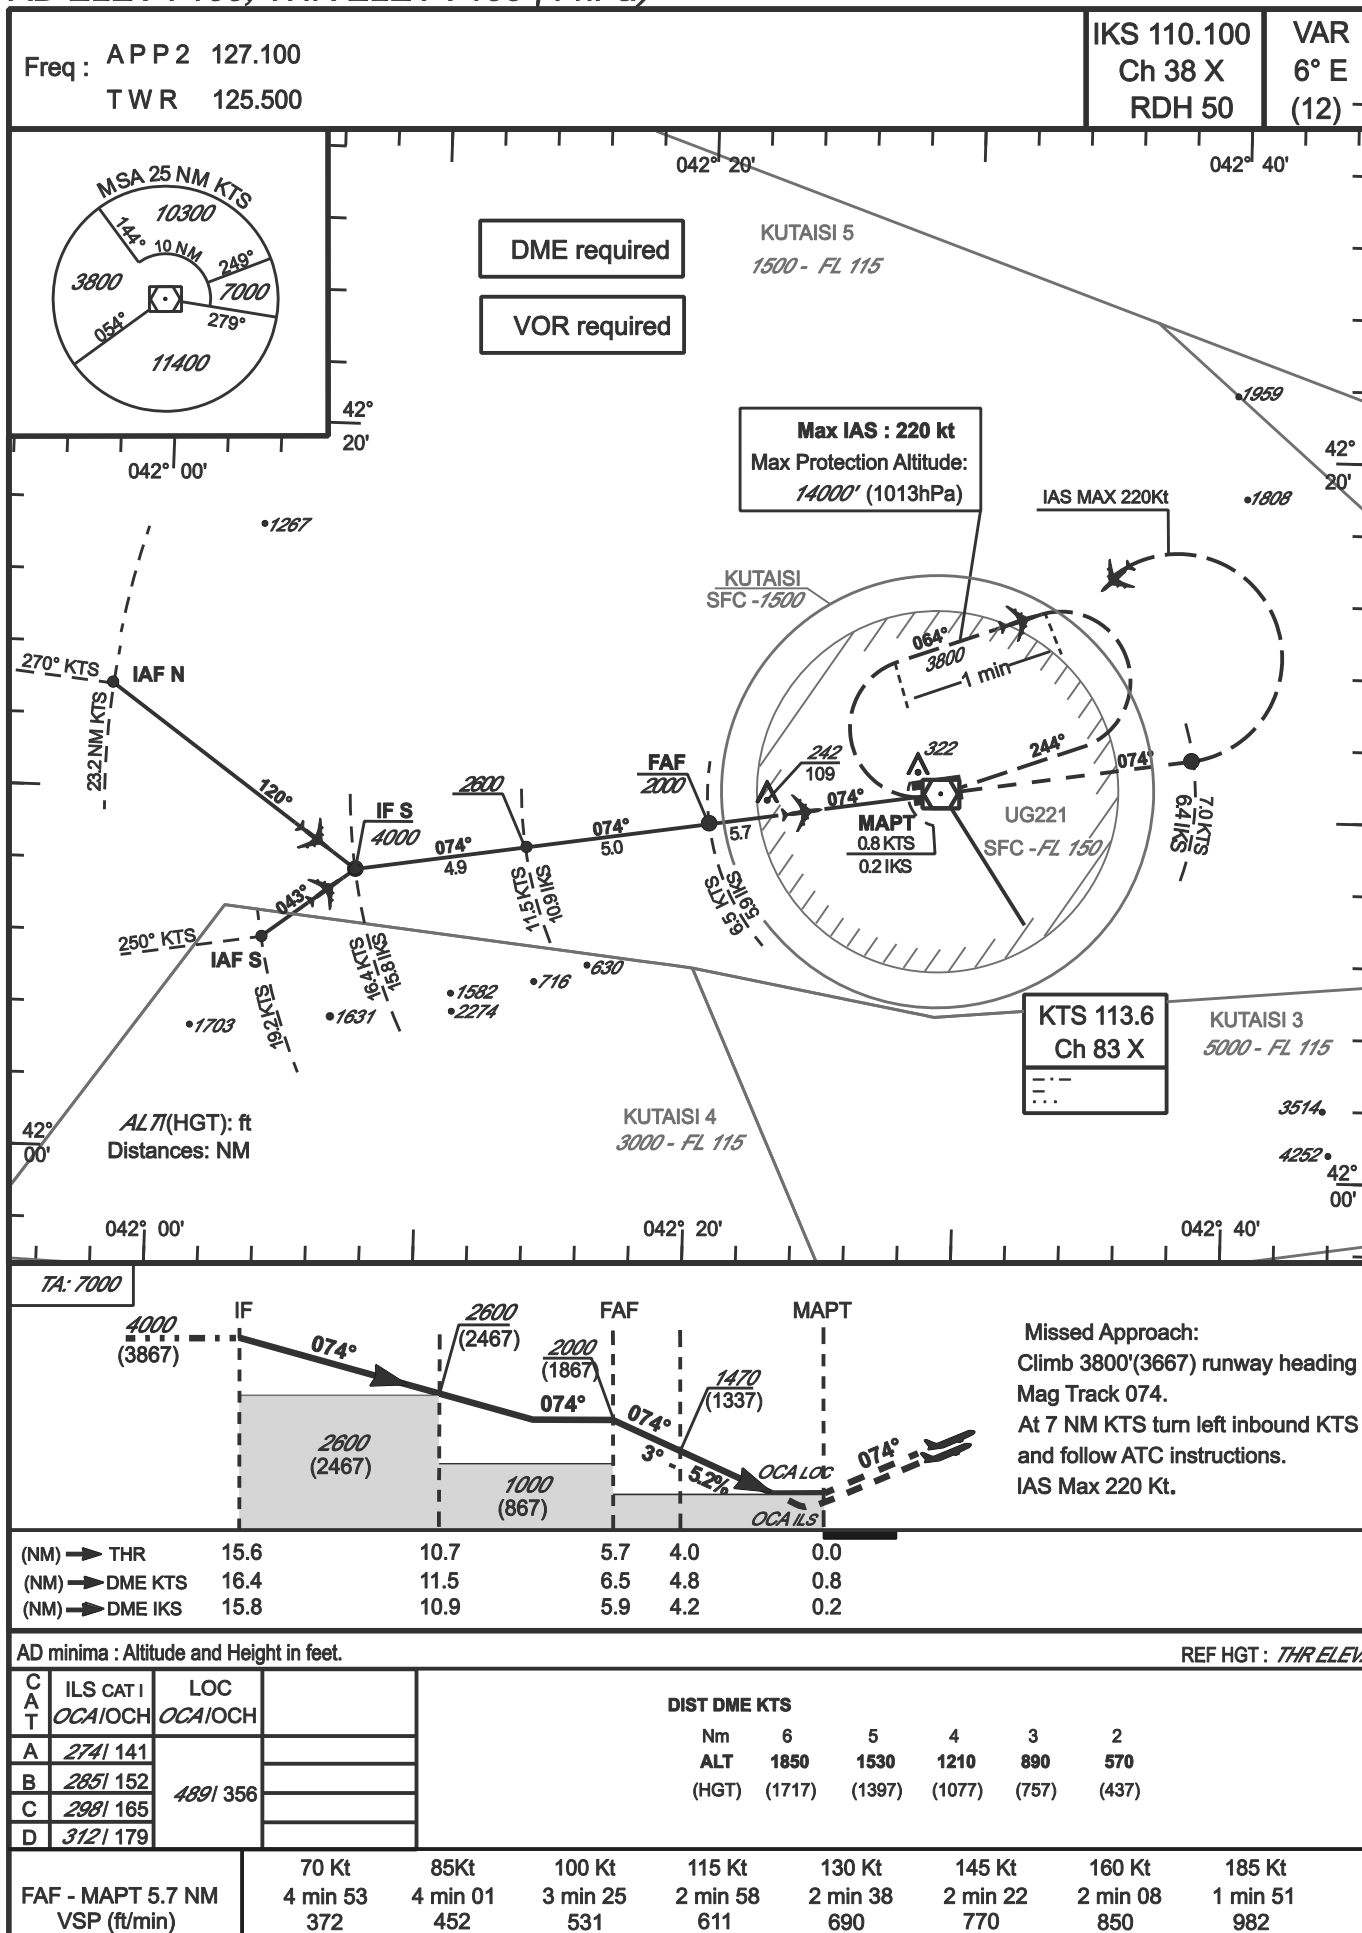 Freq :
APP2 127.100
TWR 125.500
IKS 110.100
Ch 38 X
RDH 50
VAR
6° E
(12)
042° 20'
042° 40'
MSA 25 NM KTS
10300
144°
10 NM
249°
3800
7000
279°
054°
11400
DME required
VOR required
KUTAISI 5
1500 - FL 115
42°
20'
042° 00'
1959
42°
20'
Max IAS : 220 kt
Max Protection Altitude:
14000' (1013hPa)
IAS MAX 220Kt
1808
1267
KUTAISI
SFC -1500
064°
3800
1 min
270° KTS
IAF N
23.2 NM KTS
120°
IF S
4000
2600
FAF
2000
242
109
322
244°
074°
074°
4.9
074°
5.0
5.7
074°
MAPT
0.8 KTS
0.2 IKS
UG221
SFC - FL 150
7.0 KTS
6.4 IKS
043°
250° KTS
IAF S
19.2 KTS
16.4 KTS
15.8 IKS
11.5 KTS
10.9 IKS
6.5 KTS
5.9 IKS
630
716
1582
2274
1631
1703
KTS 113.6
Ch 83 X
KUTAISI 3
5000 - FL 115
ALT(HGT): ft
Distances: NM
42°
00'
KUTAISI 4
3000 - FL 115
3514
4252
42°
00'
042° 00'
042° 20'
042° 40'
TA: 7000
4000
(3867)
IF
074°
2600
(2467)
FAF
2000
(1867)
MAPT
1470
(1337)
074°
074°
3° - 5.2%
OCA LOC
OCA ILS
074°
2600
(2467)
1000
(867)
Missed Approach:
Climb 3800'(3667) runway heading
Mag Track 074.
At 7 NM KTS turn left inbound KTS
and follow ATC instructions.
IAS Max 220 Kt.
(NM) THR 15.6 10.7 5.7 4.0 0.0
(NM) DME KTS 16.4 11.5 6.5 4.8 0.8
(NM) DME IKS 15.8 10.9 5.9 4.2 0.2
AD minima : Altitude and Height in feet.
REF HGT : THR ELEV
CAT
ILS CAT I
OCA/OCH
LOC
OCA/OCH
A 274/ 141
B 285/ 152
C 298/ 165
D 312/ 179
489/ 356
DIST DME KTS
Nm 6 5 4 3 2
ALT 1850 1530 1210 890 570
(HGT) (1717) (1397) (1077) (757) (437)
70 Kt 85Kt 100 Kt 115 Kt 130 Kt 145 Kt 160 Kt 185 Kt
FAF - MAPT 5.7 NM 4 min 53 4 min 01 3 min 25 2 min 58 2 min 38 2 min 22 2 min 08 1 min 51
VSP (ft/min) 372 452 531 611 690 770 850 982